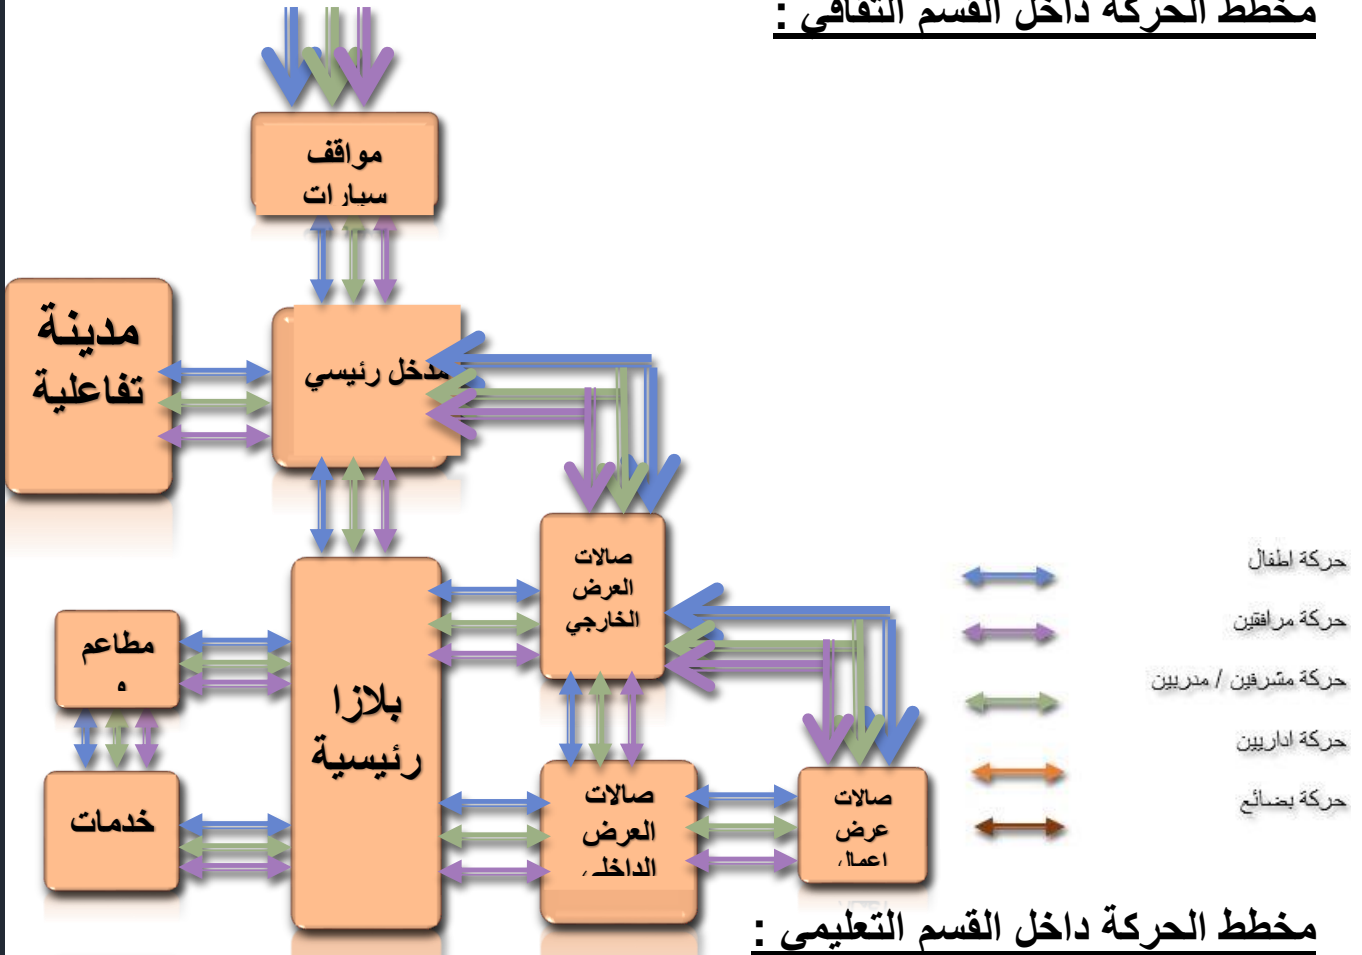 مخطط الحركة داخل القسم الثقافي :
مواقف
سيارات
مدينة
تفاعلية
مدخل رئيسي
صالات
العرض
الخارجي
مطاعم
و
بلازا
رئيسية
خدمات
صالات
العرض
الداخلي
صالات
عرض
اعمال
حركة اطفال
حركة مرافقين
حركة مشرفين / مدربين
حركة اداريين
حركة بضائع
مخطط الحركة داخل القسم التعليمي :